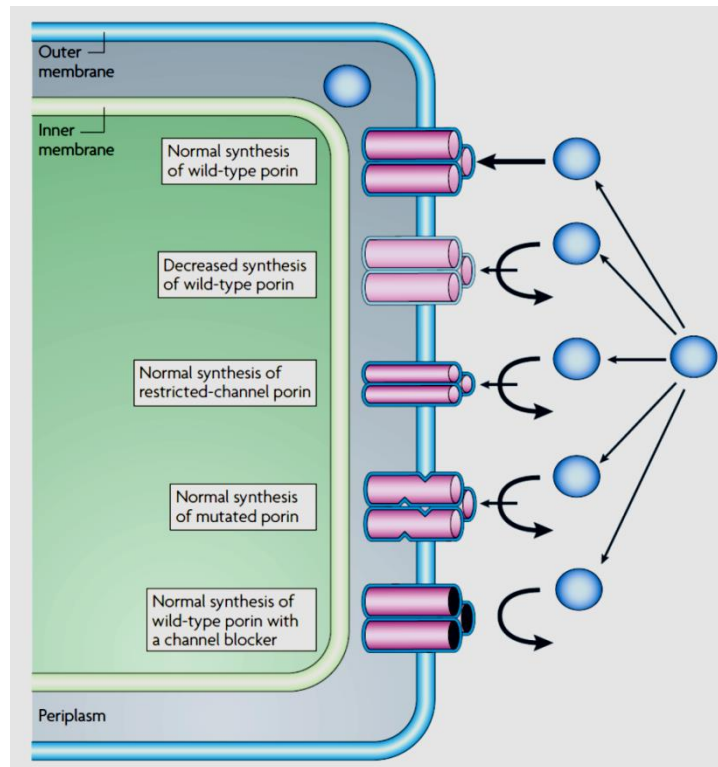 Outer
membrane
Inner
membrane
Normal synthesis
of wild-type porin
Decreased synthesis
of wild-type porin
Normal synthesis of
restricted-channel porin
Normal synthesis
of mutated porin
Normal synthesis of
wild-type porin with
a channel blocker
Periplasm